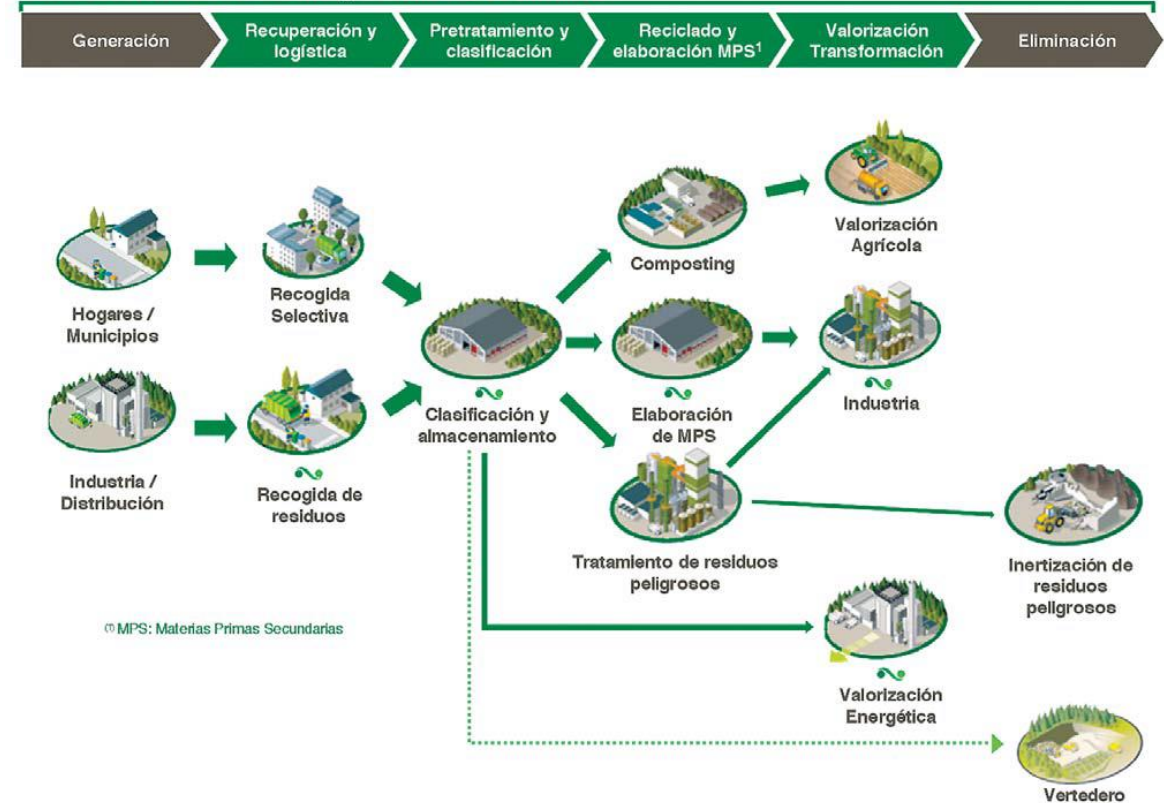 Generación
Recuperación y
logística
Pretratamiento y
clasificación
Reciclado y
elaboración MPS¹
Valorización
Transformación
Eliminación
Hogares /
Municipios
Recogida
Selectiva
Industria /
Distribución
Recogida de
residuos
Clasificación y
almacenamiento
Composting
Valorización
Agrícola
Elaboración
de MPS
Industria
Tratamiento de residuos
peligrosos
Inertización de
residuos
peligrosos
Valorización
Energética
Vertedero
(1) MPS: Materias Primas Secundarias